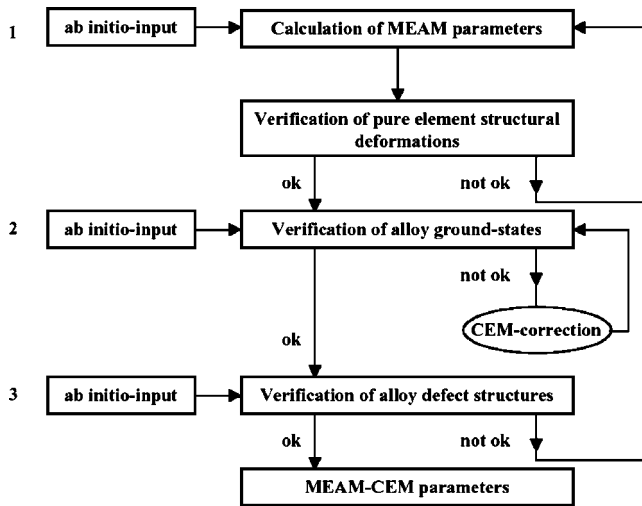 1
ab initio-input
Calculation of MEAM parameters
Verification of pure element structural
deformations
ok
not ok
2
ab initio-input
Verification of alloy ground-states
not ok
CEM-correction
ok
3
ab initio-input
Verification of alloy defect structures
ok
not ok
MEAM-CEM parameters